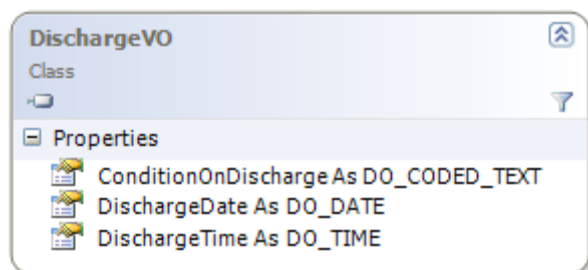 DischargeVO
Class
Properties
ConditionOnDischarge As DO_CODED_TEXT
DischargeDate As DO_DATE
DischargeTime As DO_TIME